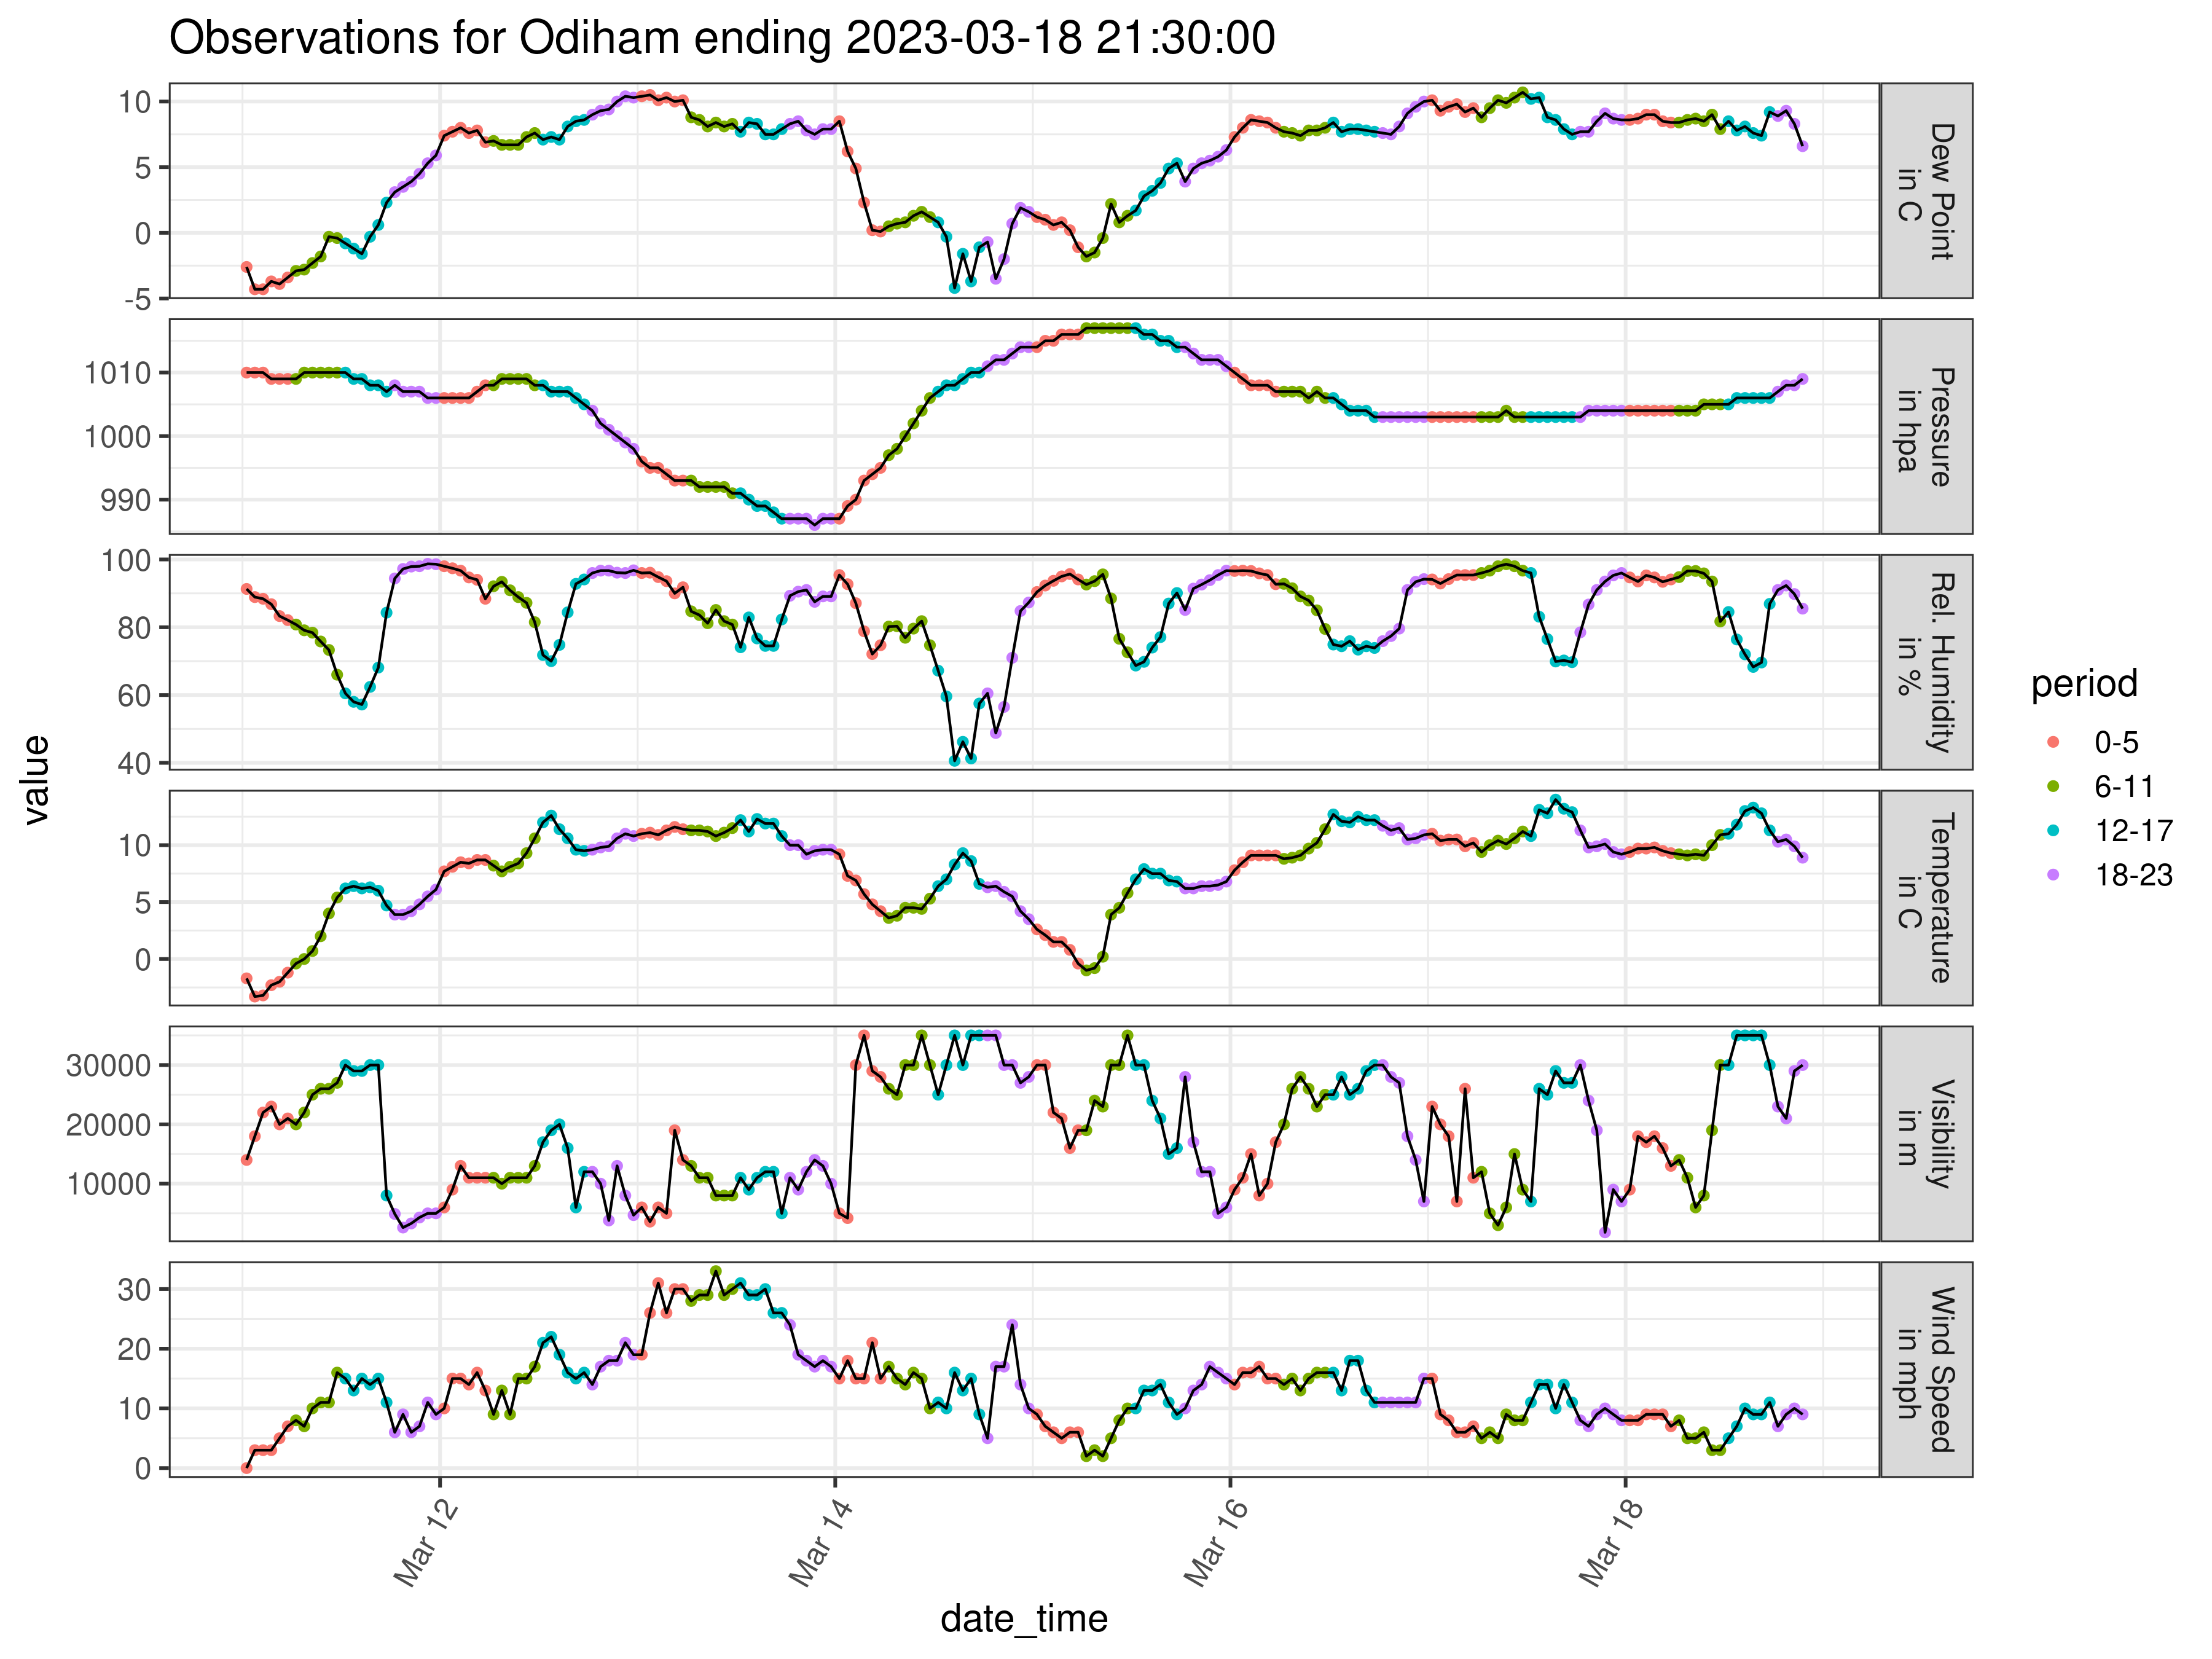 Observations for Odiham ending 2023-03-18 21:30:00
value
10
5
0
-5
Dew Point
in C
1010
1000
990
Pressure
in hpa
100
80
60
40
Rel. Humidity
in %
10
5
0
Temperature
in C
30000
20000
10000
Visibility
in m
30
20
10
0
Wind Speed
in mph
Mar 12
Mar 14
Mar 16
Mar 18
date_time
period
0-5
6-11
12-17
18-23